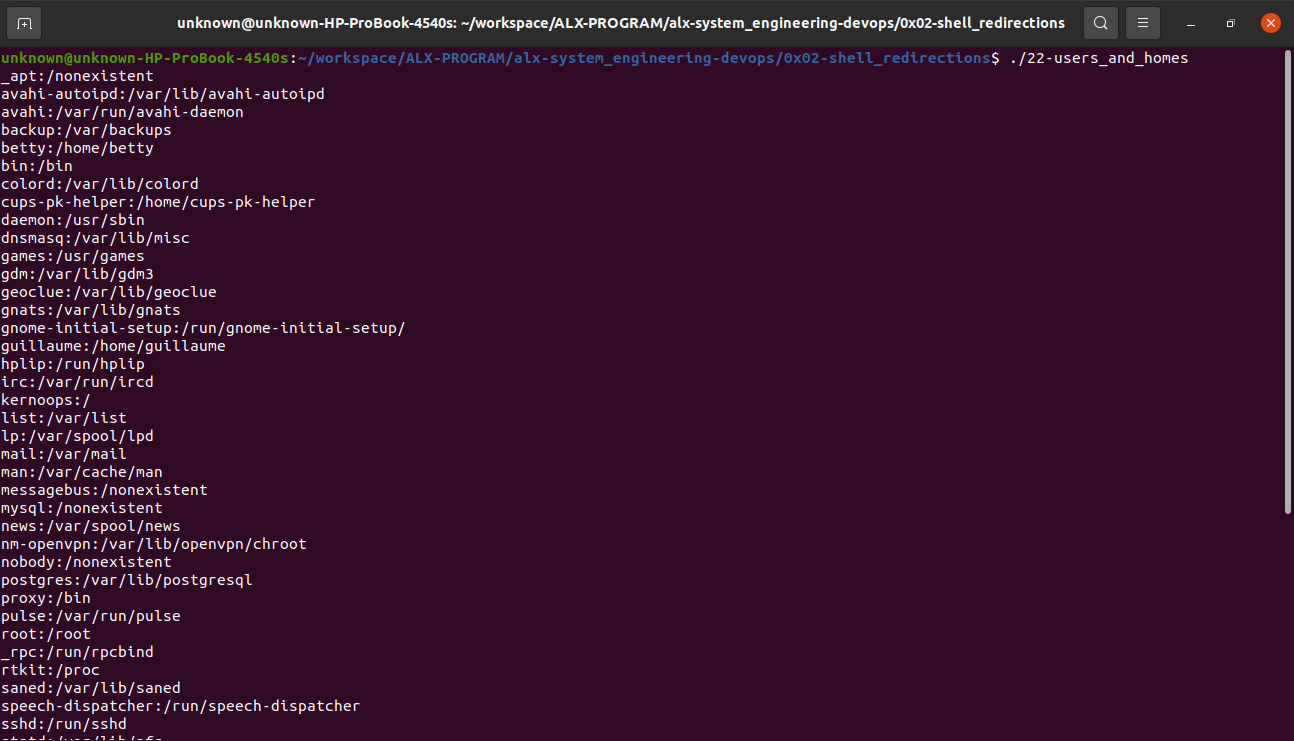 unknown@unknown-HP-ProBook-4540s: ~/workspace/ALX-PROGRAM/alx-system_engineering-devops/0x02-shell_redirections
unknown@unknown-HP-ProBook-4540s:~/workspace/ALX-PROGRAM/alx-system_engineering-devops/0x02-shell_redirections$ ./22-users_and_homes
_apt:/nonexistent
avahi-autoipd:/var/lib/avahi-autoipd
avahi:/var/run/avahi-daemon
backup:/var/backups
betty:/home/betty
bin:/bin
colord:/var/lib/colord
cups-pk-helper:/home/cups-pk-helper
daemon:/usr/sbin
dnsmasq:/var/lib/misc
games:/usr/games
gdm:/var/lib/gdm3
geoclue:/var/lib/geoclue
gnats:/var/lib/gnats
gnome-initial-setup:/run/gnome-initial-setup/
guillaume:/home/guillaume
hplip:/run/hplip
irc:/var/run/ircd
kernoops:/
list:/var/list
lp:/var/spool/lpd
mail:/var/mail
man:/var/cache/man
messagebus:/nonexistent
mysql:/nonexistent
news:/var/spool/news
nm-openvpn:/var/lib/openvpn/chroot
nobody:/nonexistent
postgres:/var/lib/postgresql
proxy:/bin
pulse:/var/run/pulse
root:/root
_rpc:/run/rpcbind
rtkit:/proc
saned:/var/lib/saned
speech-dispatcher:/run/speech-dispatcher
sshd:/run/sshd